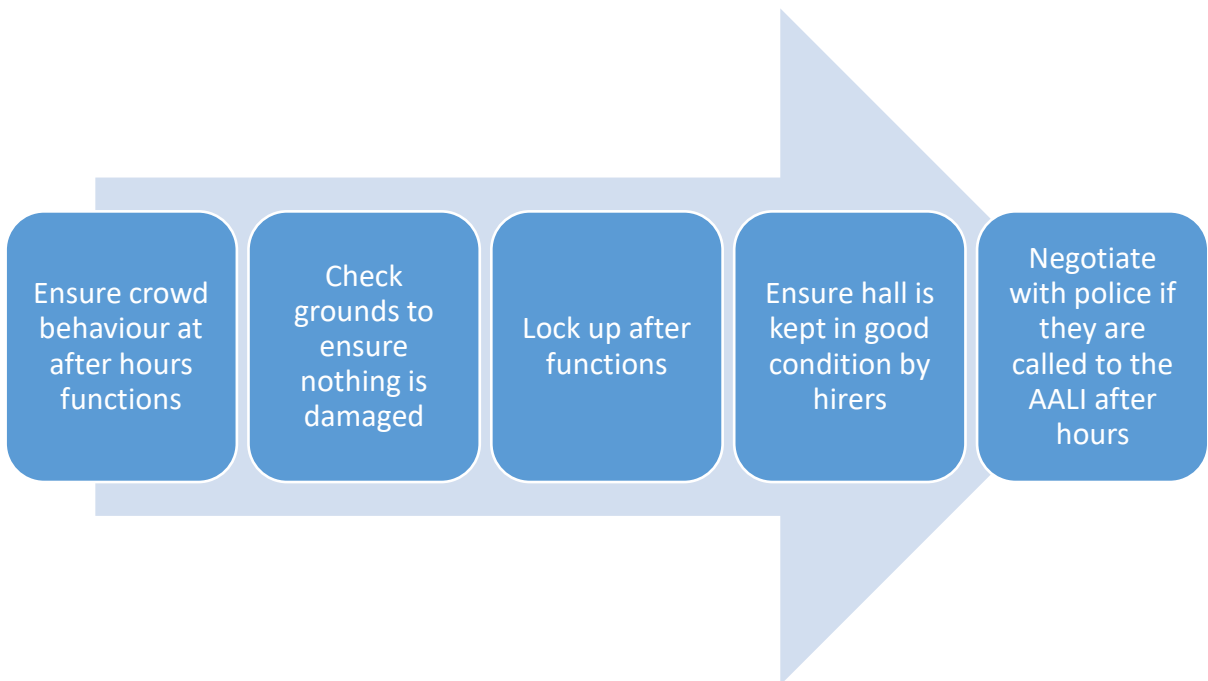 Ensure crowd
behaviour at
after hours
functions
Check
grounds to
ensure
nothing is
damaged
Lock up after
functions
Ensure hall is
kept in good
condition by
hirers
Negotiate
with police if
they are
called to the
AALI after
hours